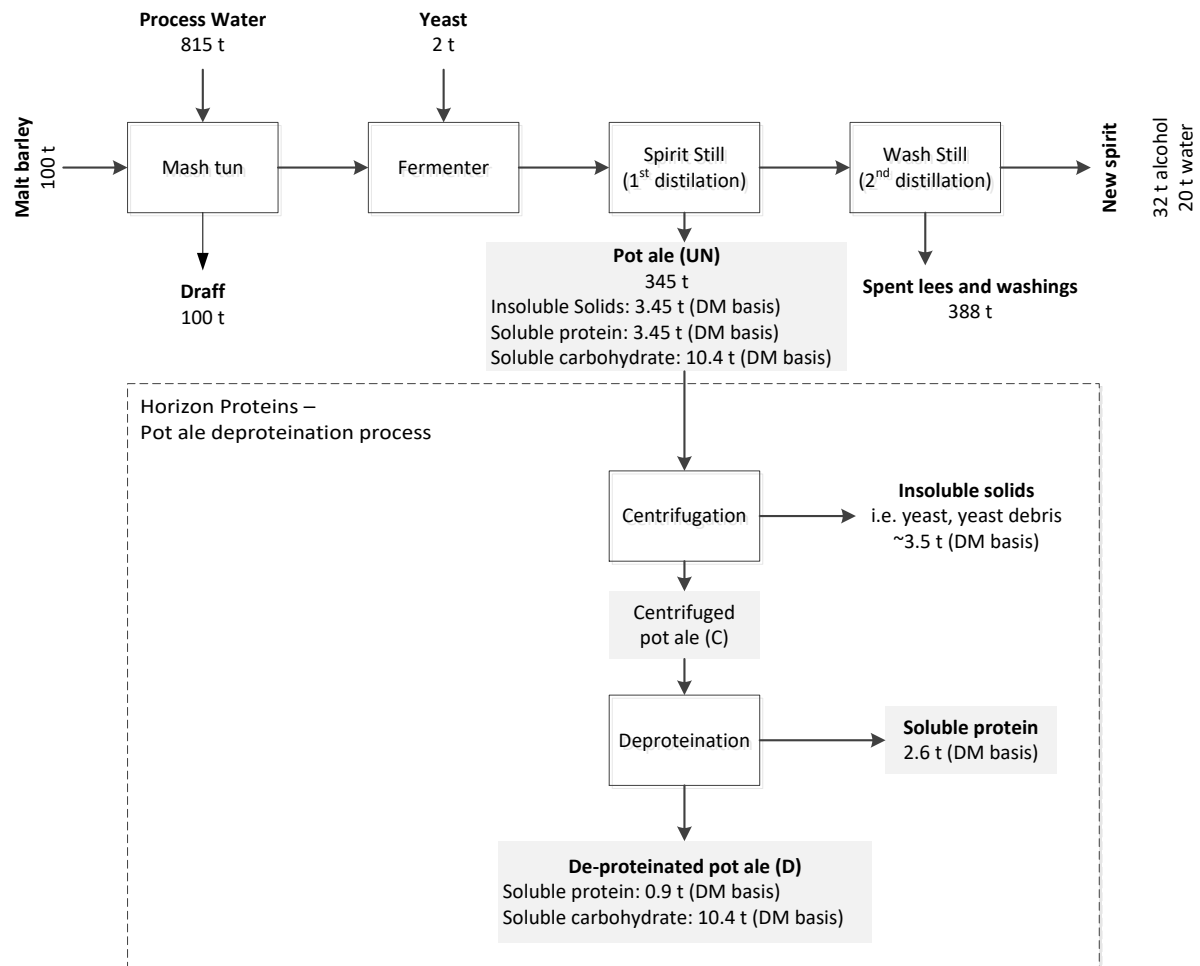 Process Water
815 t
Yeast
2 t
Malt barley
100 t
Mash tun
Fermenter
Spirit Still
(1st distilation)
Wash Still
(2nd distillation)
New spirit
32 t alcohol
20 t water
Draff
100 t
Pot ale (UN)
345 t
Insoluble Solids: 3.45 t (DM basis)
Soluble protein: 3.45 t (DM basis)
Soluble carbohydrate: 10.4 t (DM basis)
Spent lees and washings
388 t
Horizon Proteins –
Pot ale deproteination process
Centrifugation
Insoluble solids
i.e. yeast, yeast debris
~3.5 t (DM basis)
Centrifuged
pot ale (C)
Deproteination
Soluble protein
2.6 t (DM basis)
De-proteinated pot ale (D)
Soluble protein: 0.9 t (DM basis)
Soluble carbohydrate: 10.4 t (DM basis)